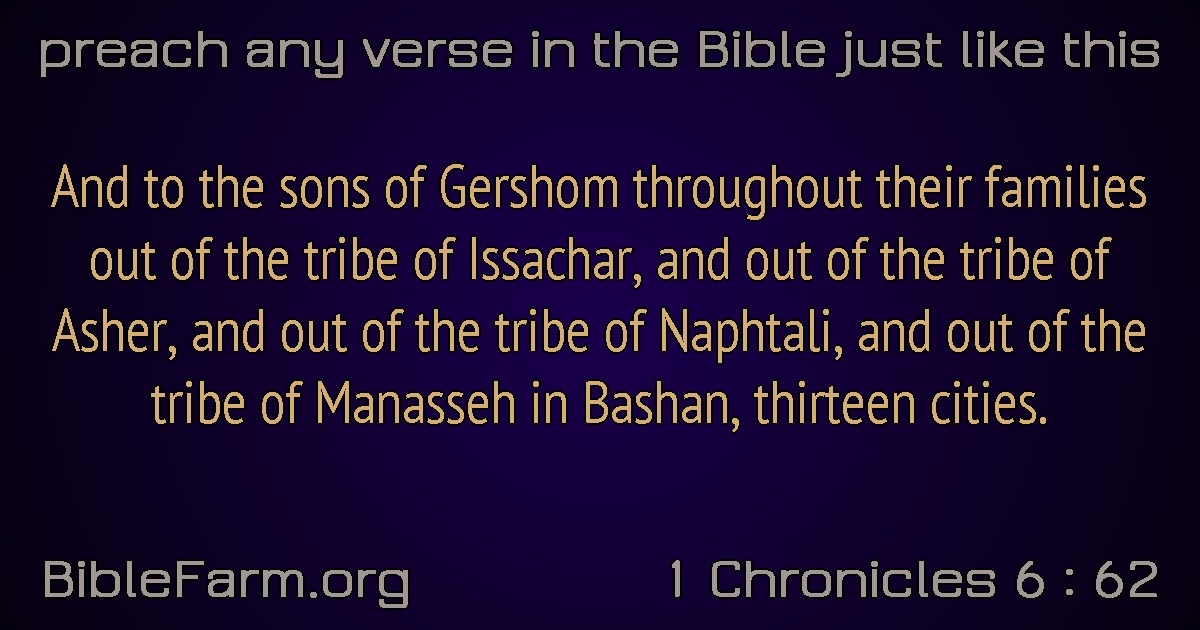 preach any verse in the Bible just like this
And to the sons of Gershom throughout their families
out of the tribe of Issachar, and out of the tribe of
Asher, and out of the tribe of Naphtali, and out of the
tribe of Manasseh in Bashan, thirteen cities.
BibleFarm.org
1 Chronicles 6 : 62